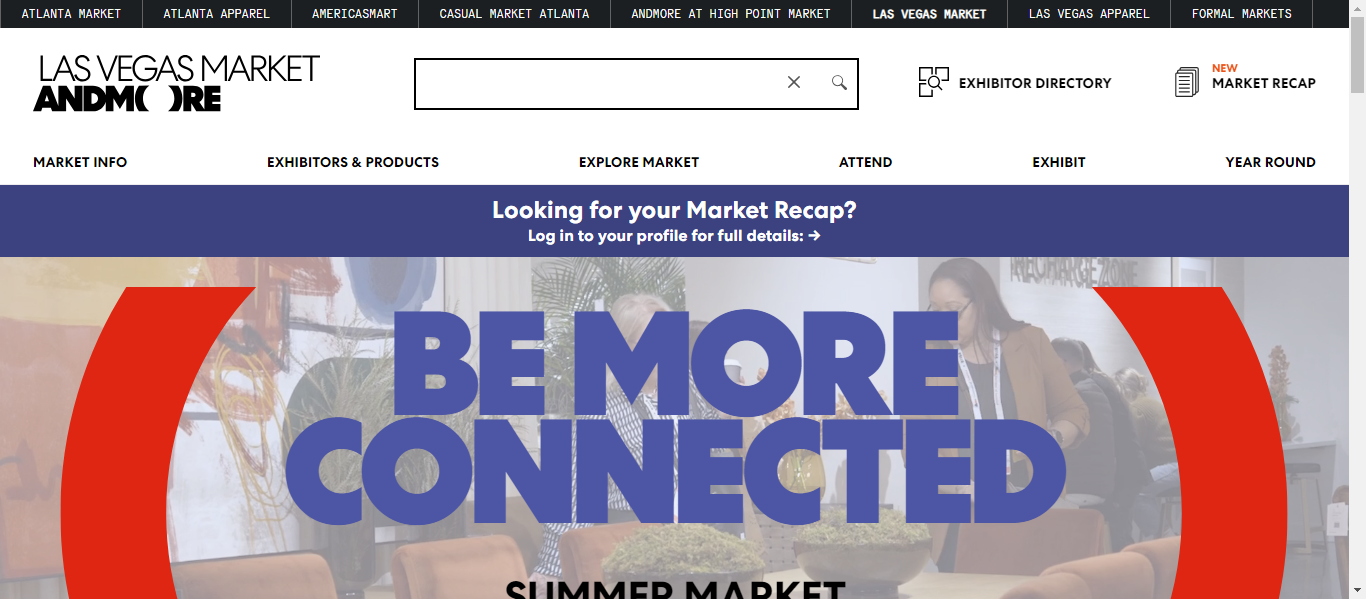 ATLANTA MARKET
ATLANTA APPAREL
AMERICASMART
CASUAL MARKET ATLANTA
ANDMORE AT HIGH POINT MARKET
LAS VEGAS MARKET
LAS VEGAS APPAREL
FORMAL MARKETS
LAS VEGAS MARKET
ANDM( )RE
EXHIBITOR DIRECTORY
NEW
MARKET RECAP
MARKET INFO
EXHIBITORS & PRODUCTS
EXPLORE MARKET
ATTEND
EXHIBIT
YEAR ROUND
Looking for your Market Recap?
Log in to your profile for full details: →
RECHARGE ZONE
BE MORE
CONNECTED
SUMMER MARKET